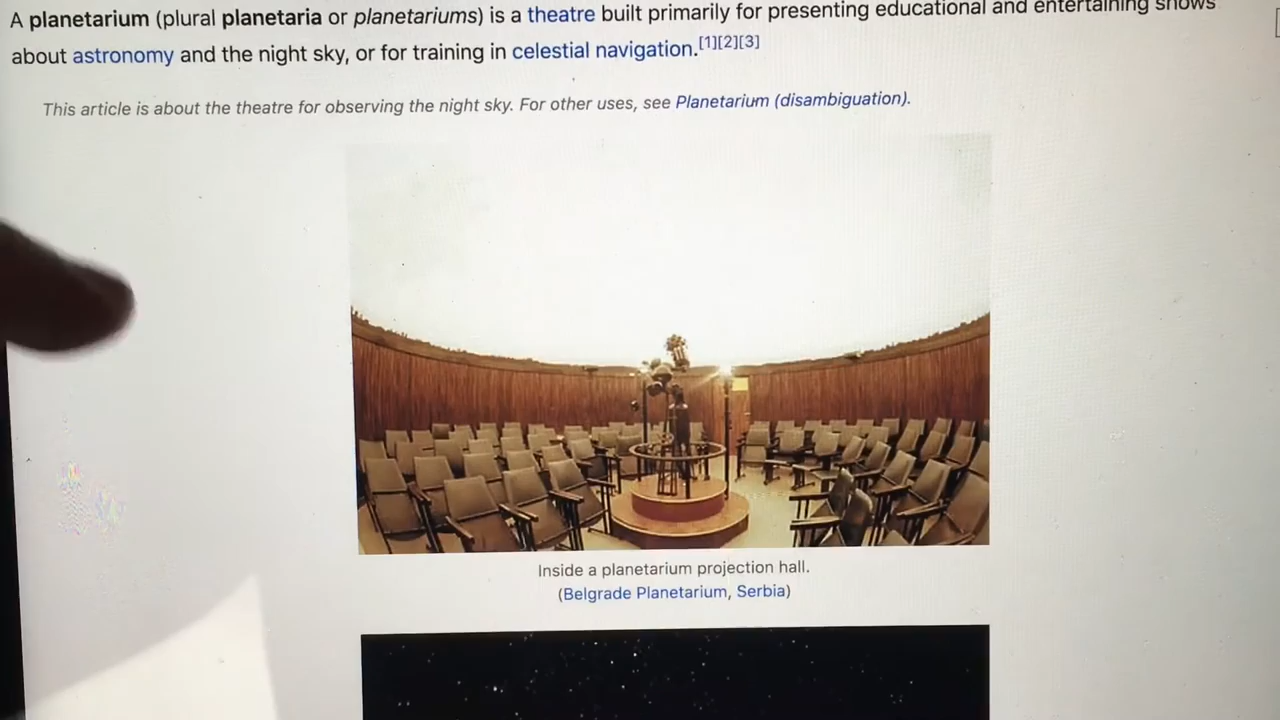 A planetarium (plural planetaria or planetariums) is a theatre built primarily for presenting educational and entertaining shows
about astronomy and the night sky, or for training in celestial navigation.[1][2][3]
This article is about the theatre for observing the night sky. For other uses, see Planetarium (disambiguation).
Inside a planetarium projection hall.
(Belgrade Planetarium, Serbia)